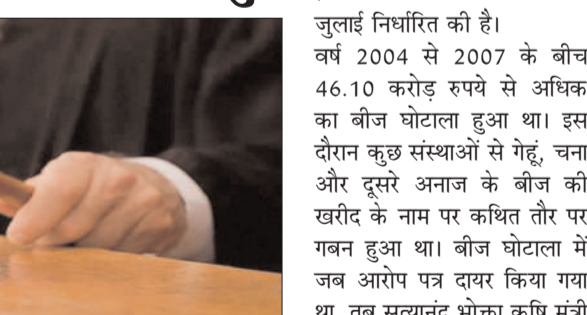 जुलाई निर्धारित की है।
वर्ष 2004 से 2007 के बीच
46.10 करोड़ रुपये से अधिक
का बीज घोटाला हुआ था। इस
दौरान कुछ संस्थाओं से गेहूं, चना
और दूसरे अनाज के बीज की
खरीद के नाम पर कथित तौर पर
गबन हुआ था। बीज घोटाला में
जब आरोप पत्र दायर किया गया
था, तब सत्यानंद भोक्ता कृषि मंत्री